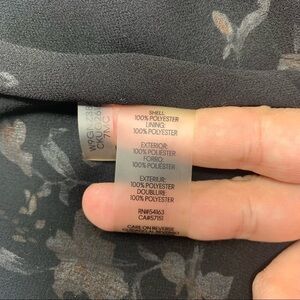 SHELL:
100% POLYESTER
LINING:
100% POLYESTER
EXTERIOR:
100% POLYESTER
FORRO:
100% POLYESTER
EXTERIEUR:
100% POLYESTER
DOUBLURE:
100% POLYESTER
RN#54163
CA#57151
CARE ON REVERSE